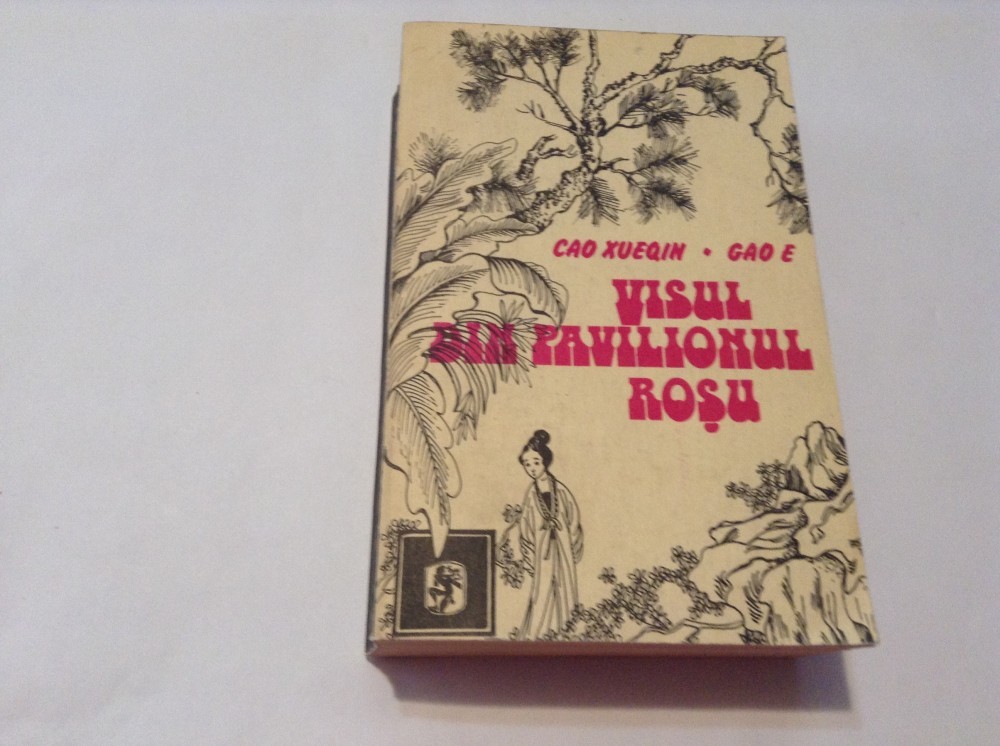 CAO XUEQIN • GAO E
VISUL
DIN PAVILIONUL
ROȘU